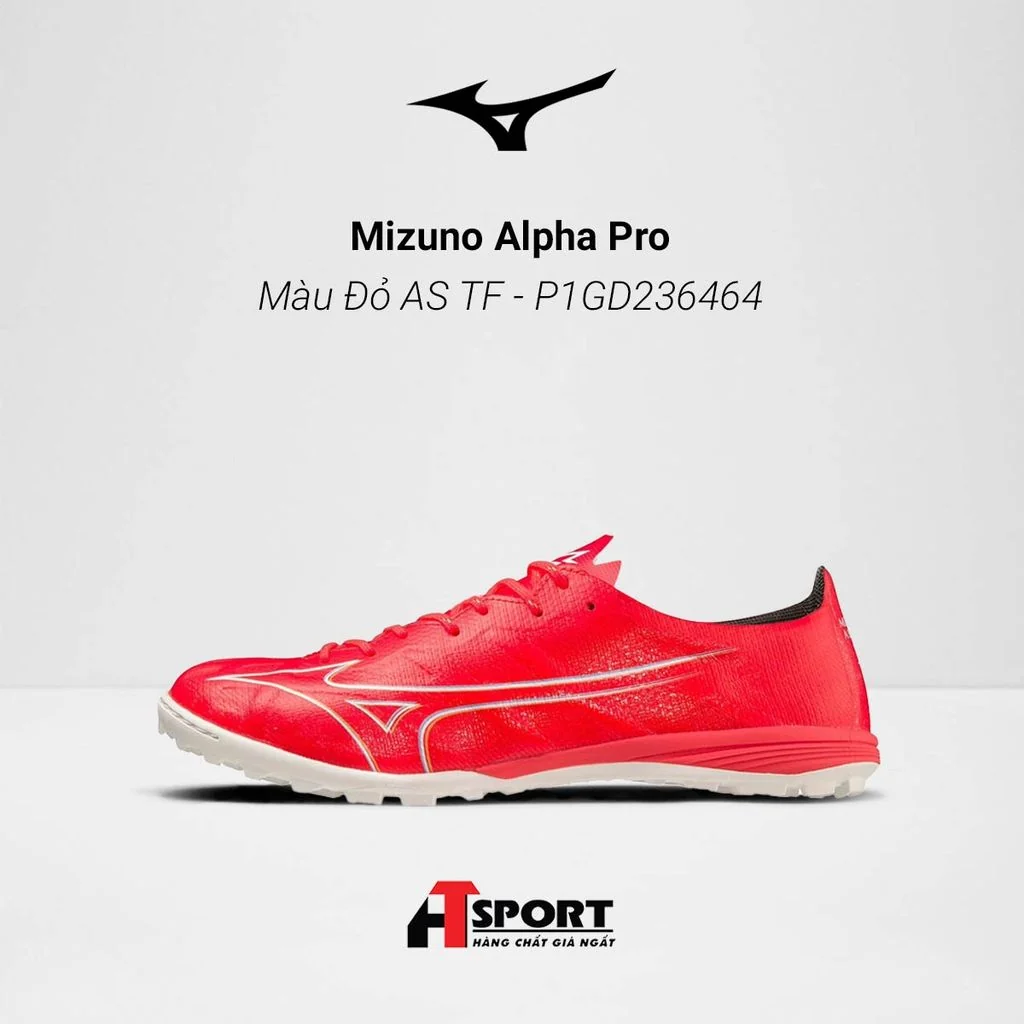 Mizuno Alpha Pro
Màu Đỏ AS TF - P1GD236464
AT SPORT
HÀNG CHẤT GIÁ NGẤT